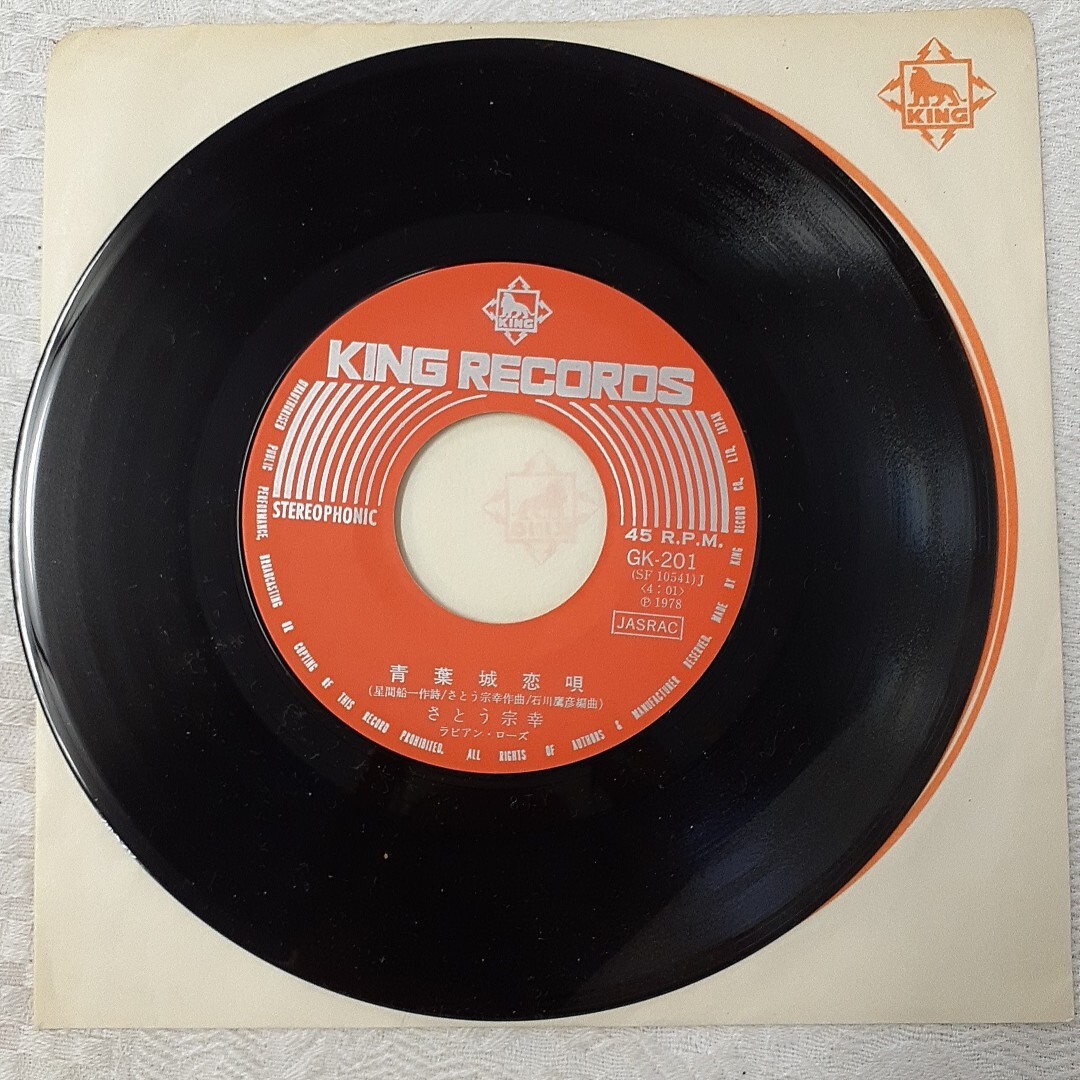 KING
KING
KING RECORDS
STEREOPHONIC
45 R.P.M.
GK-201
(SF 10541)J
<4:01>
℗ 1978
JASRAC
青葉城恋唄
(星間船一作詩/さとう宗幸作曲/石川鷹彦編曲)
さとう宗幸
ラビアン・ローズ
UNAUTHORISED PUBLIC PERFORMANCE, BROADCASTING OR COPYING OF THIS RECORD PROHIBITED. ALL RIGHTS OF AUTHORS & MANUFACTURER RESERVED. MADE BY KING RECORD CO., LTD. JAPAN